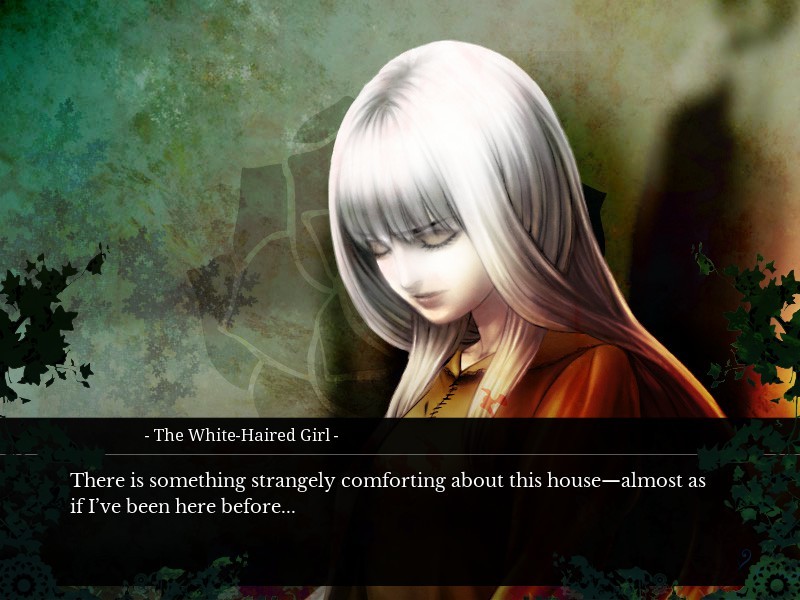 - The White-Haired Girl -
There is something strangely comforting about this house—almost as
if I’ve been here before...